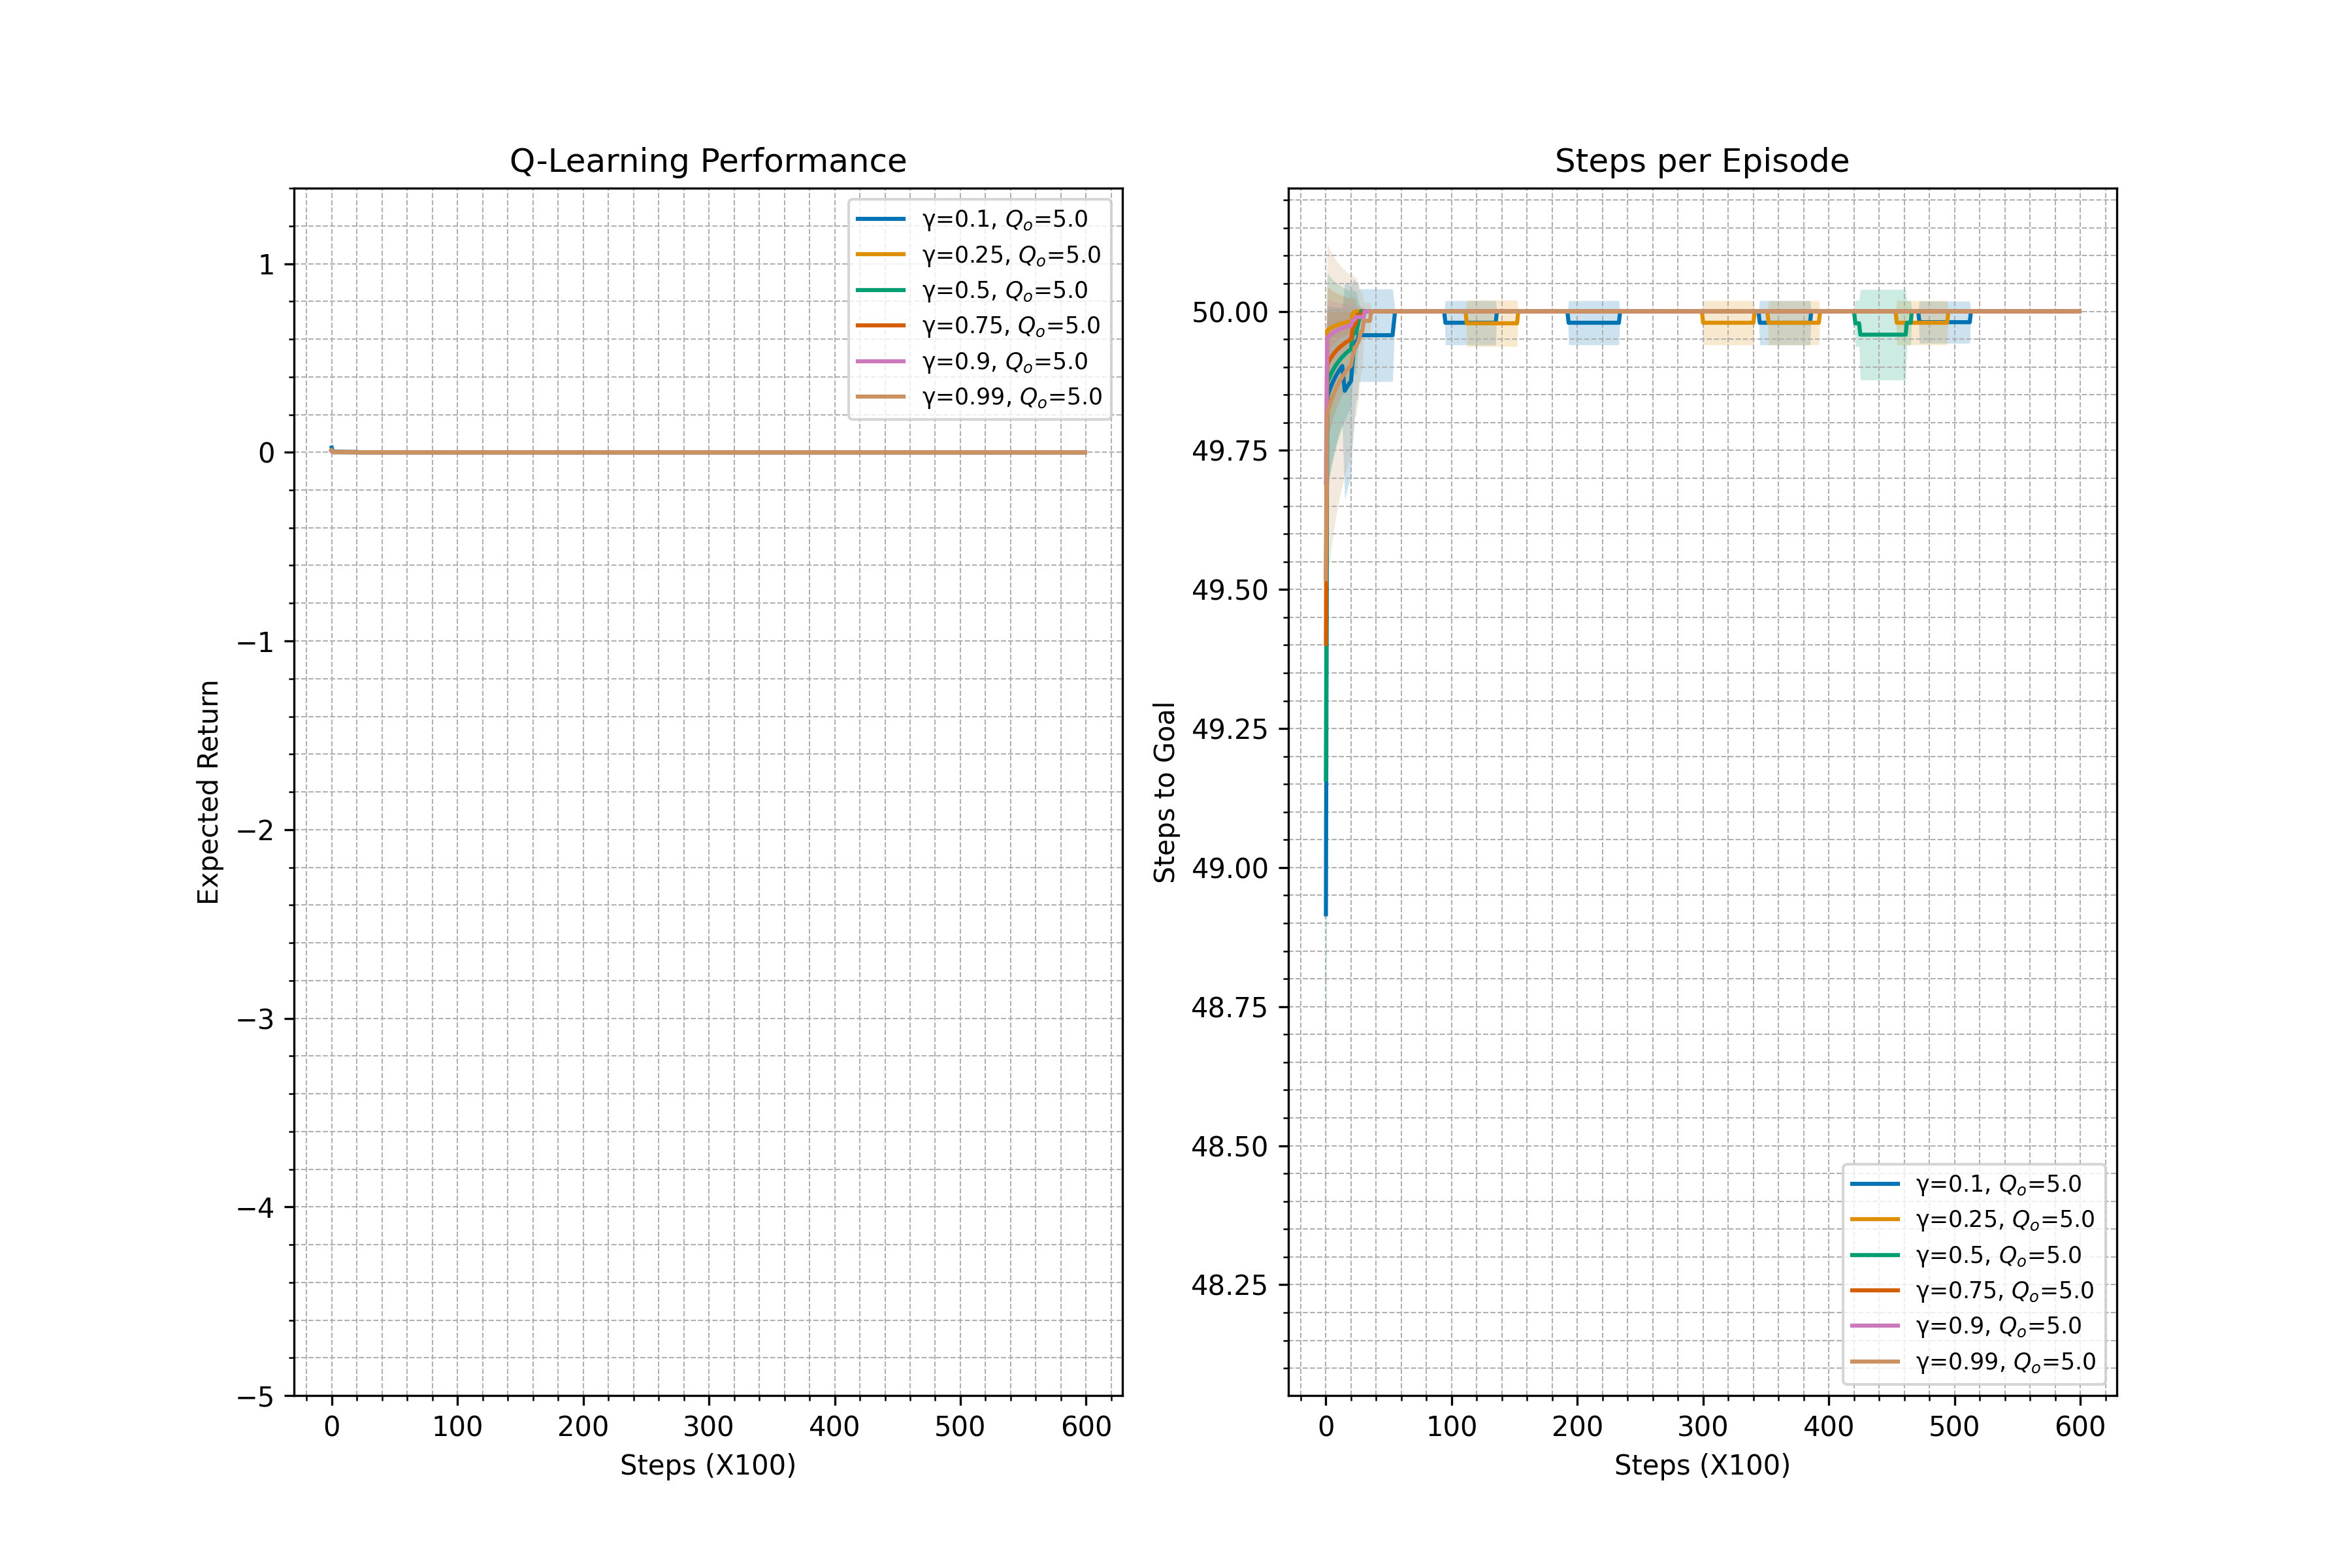 Q-Learning Performance
1
0
−1
−2
−3
−4
−5
Expected Return
0 100 200 300 400 500 600
Steps (X100)
γ=0.1, Qo=5.0
γ=0.25, Qo=5.0
γ=0.5, Qo=5.0
γ=0.75, Qo=5.0
γ=0.9, Qo=5.0
γ=0.99, Qo=5.0
Steps per Episode
50.00
49.75
49.50
49.25
49.00
48.75
48.50
48.25
Steps to Goal
0 100 200 300 400 500 600
Steps (X100)
γ=0.1, Qo=5.0
γ=0.25, Qo=5.0
γ=0.5, Qo=5.0
γ=0.75, Qo=5.0
γ=0.9, Qo=5.0
γ=0.99, Qo=5.0